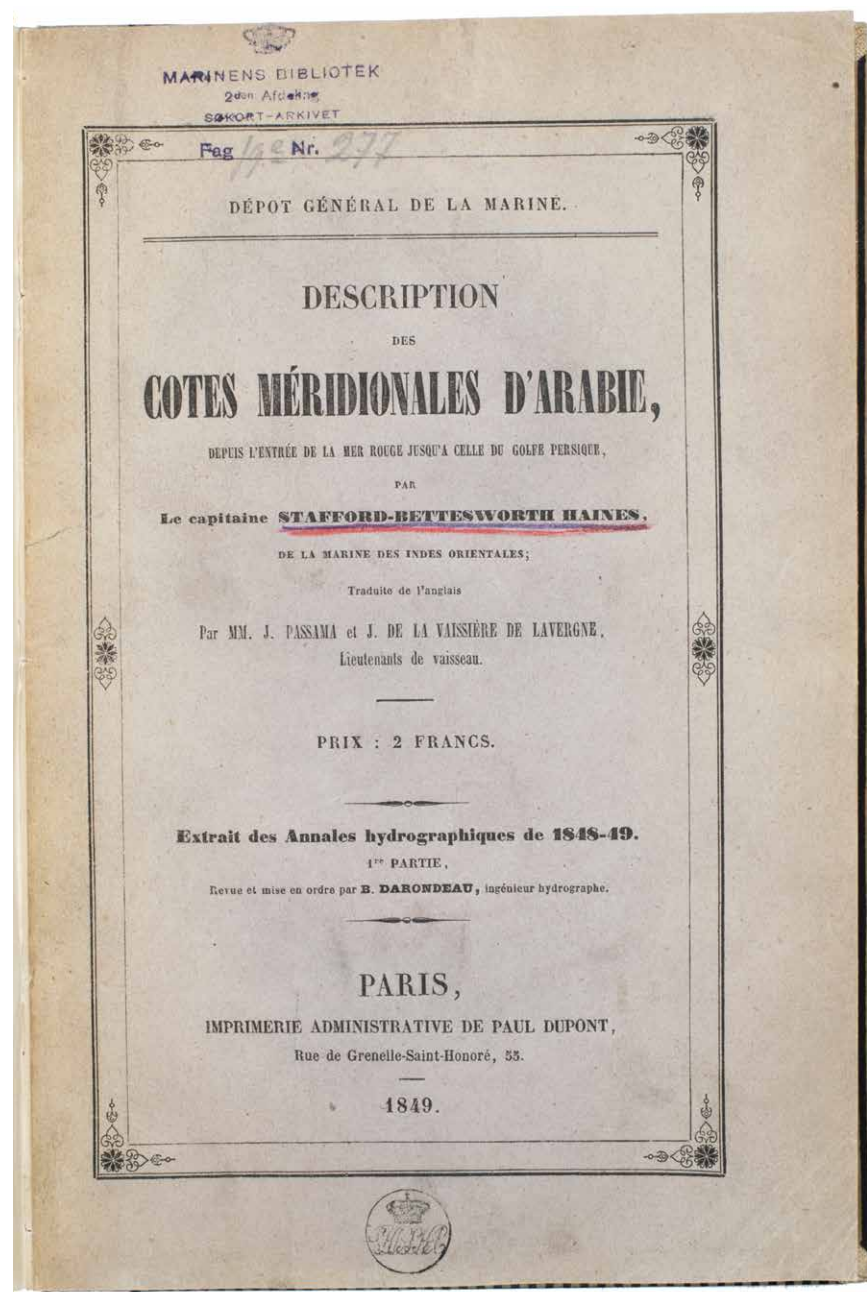 MARINENS BIBLIOTEK
2den Afdeling
SØKORT-ARKIVET
Fag Nr. 277
DÉPOT GÉNÉRAL DE LA MARINE.
DESCRIPTION
DES
COTES MÉRIDIONALES D'ARABIE,
DEPUIS L'ENTRÉE DE LA MER ROUGE JUSQU'A CELLE DU GOLFE PERSIQUE,
PAR
Le capitaine STAFFORD-BETTESWORTH HAINES,
DE LA MARINE DES INDES ORIENTALES;
Traduite de l'anglais
Par MM. J. PASSAMA et J. DE LA VAISSIÈRE DE LAVERGNE,
Lieutenants de vaisseau.
PRIX : 2 FRANCS.
Extrait des Annales hydrographiques de 1848-49.
1re PARTIE,
Revue et mise en ordre par B. DARONDEAU, ingénieur hydrographe.
PARIS,
IMPRIMERIE ADMINISTRATIVE DE PAUL DUPONT,
Rue de Grenelle-Saint-Honoré, 55.
1849.